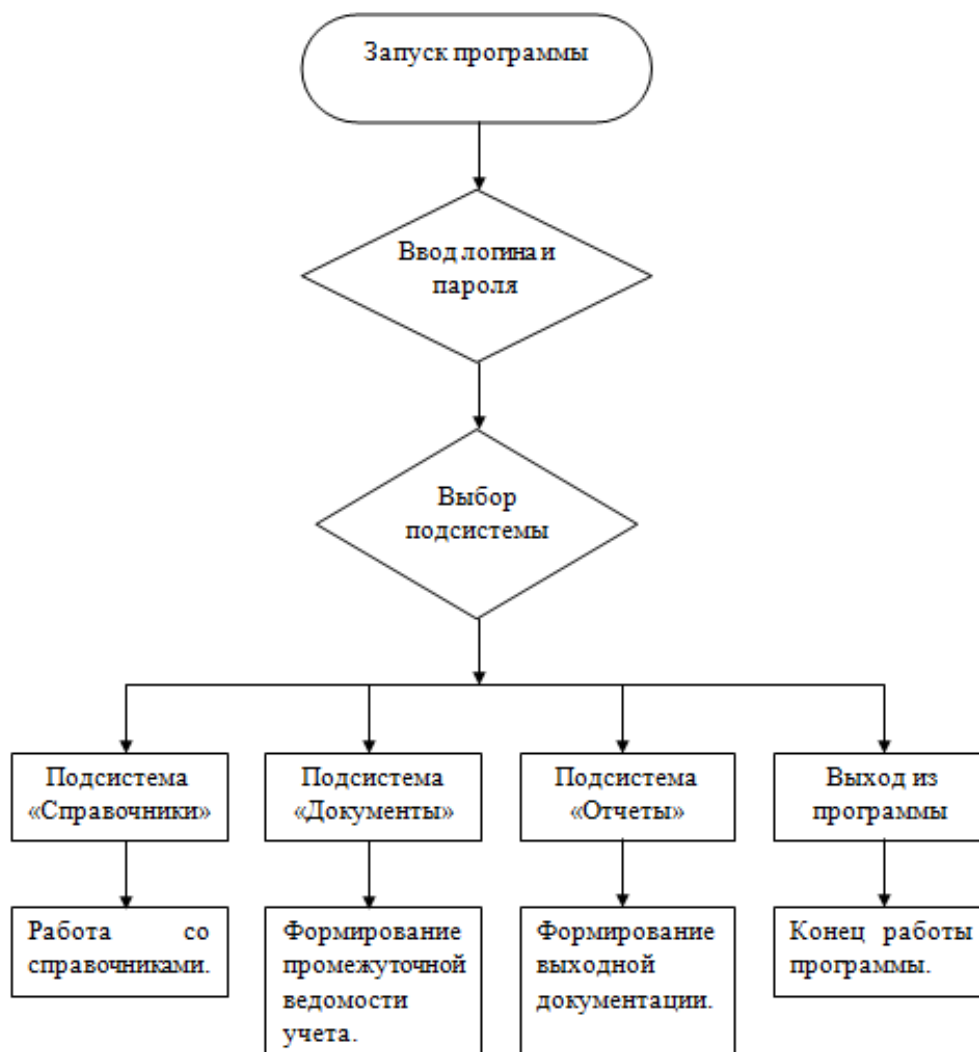 Запуск программы
Ввод логина и
пароля
Выбор
подсистемы
Подсистема
«Справочники»
Подсистема
«Документы»
Подсистема
«Отчеты»
Выход из
программы
Работа со
справочниками.
Формирование
промежуточной
ведомости
учета.
Формирование
выходной
документации.
Конец работы
программы.